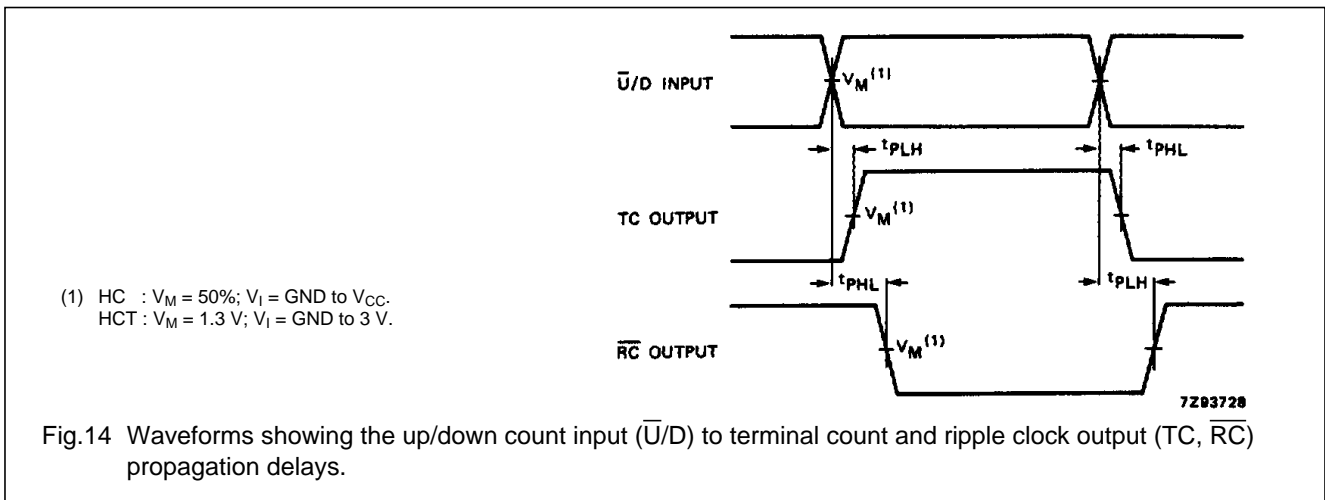 U̅/D INPUT
V_M(1)
t_PLH
t_PHL
TC OUTPUT
V_M(1)
t_PHL
t_PLH
(1) HC : V_M = 50%; V_I = GND to V_CC.
HCT : V_M = 1.3 V; V_I = GND to 3 V.
R̅C̅ OUTPUT
V_M(1)
7Z93728
Fig.14 Waveforms showing the up/down count input (U̅/D) to terminal count and ripple clock output (TC, R̅C̅)
propagation delays.